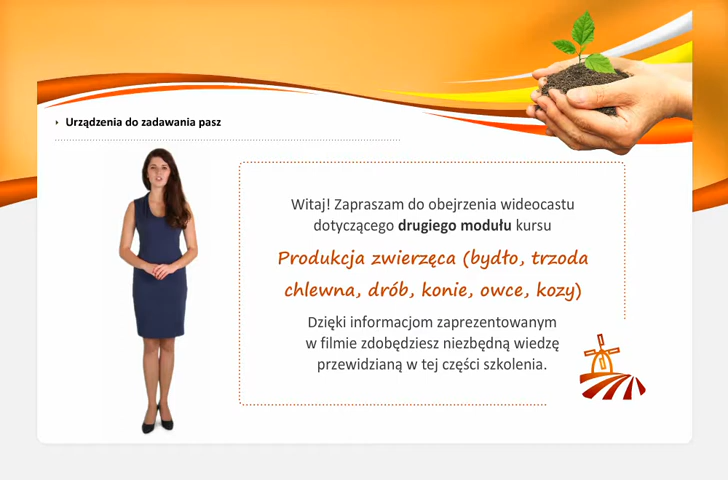 Urządzenia do zadawania pasz
Witaj! Zapraszam do obejrzenia wideocastu
dotyczącego drugiego modułu kursu
Produkcja zwierzęca (bydło, trzoda
chlewna, drób, konie, owce, kozy)
Dzięki informacjom zaprezentowanym
w filmie zdobędziesz niezbędną wiedzę
przewidzianą w tej części szkolenia.